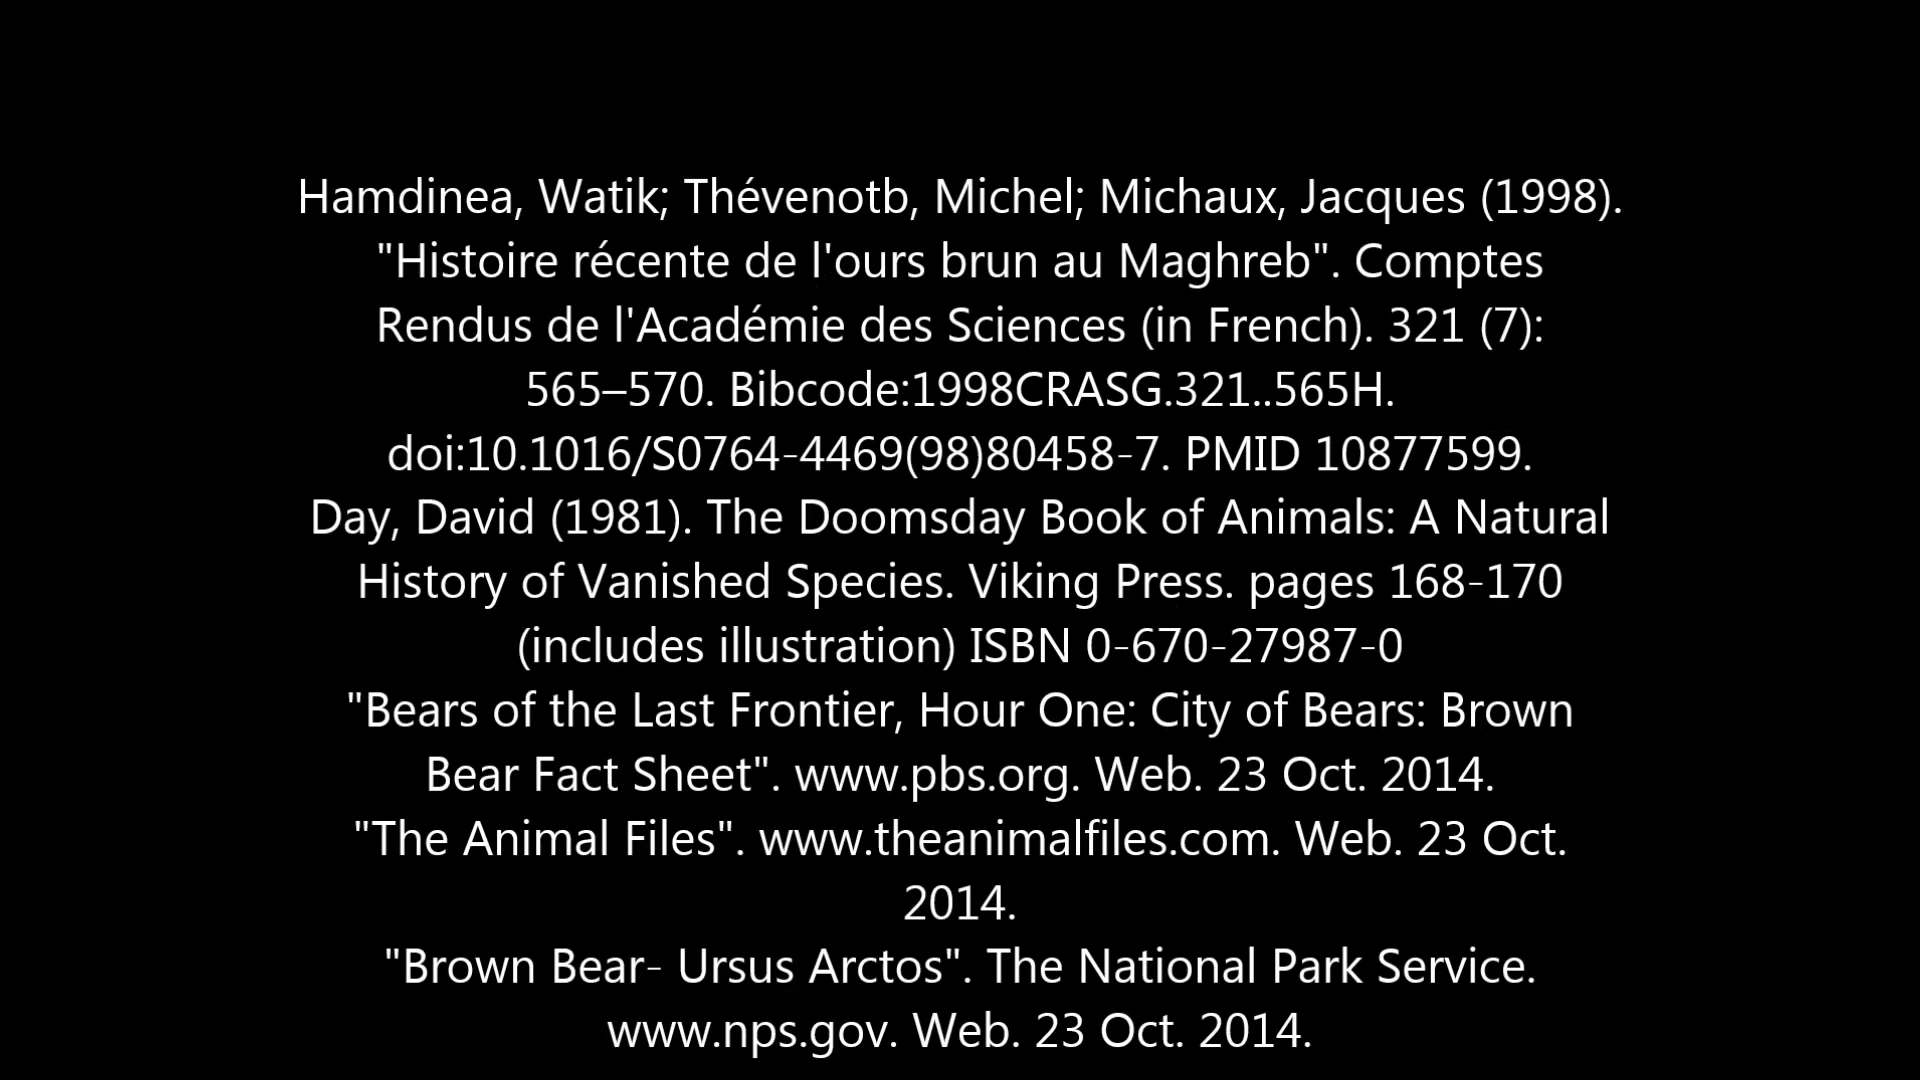 Hamdinea, Watik; Thévenotb, Michel; Michaux, Jacques (1998).
"Histoire récente de l'ours brun au Maghreb". Comptes
Rendus de l'Académie des Sciences (in French). 321 (7):
565–570. Bibcode:1998CRASG.321..565H.
doi:10.1016/S0764-4469(98)80458-7. PMID 10877599.
Day, David (1981). The Doomsday Book of Animals: A Natural
History of Vanished Species. Viking Press. pages 168-170
(includes illustration) ISBN 0-670-27987-0
"Bears of the Last Frontier, Hour One: City of Bears: Brown
Bear Fact Sheet". www.pbs.org. Web. 23 Oct. 2014.
"The Animal Files". www.theanimalfiles.com. Web. 23 Oct.
2014.
"Brown Bear- Ursus Arctos". The National Park Service.
www.nps.gov. Web. 23 Oct. 2014.